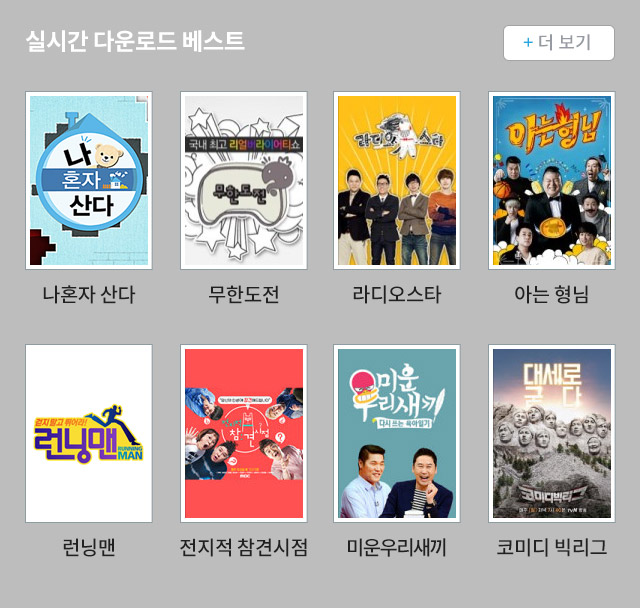 실시간 다운로드 베스트
+ 더 보기
나
혼자
산다
국내 최고 리얼버라이어티쇼
무한도전
라디오스타
아는형님
나혼자 산다
무한도전
라디오스타
아는 형님
걷지말고 뛰어라!
런닝맨
RUNNING
MAN
참견시점
MBC
미운
우리새끼
다시 쓰는 육아일기
대세로
굳다
코미디빅리그
런닝맨
전지적 참견시점
미운우리새끼
코미디 빅리그